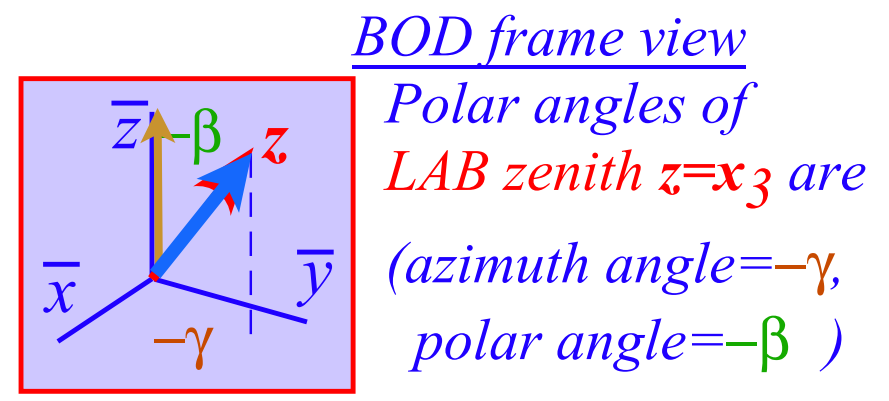 BOD frame view
Polar angles of
LAB zenith z=x₃ are
(azimuth angle=–γ,
polar angle=–β )
z̅
–β
z
x̅
y̅
–γ